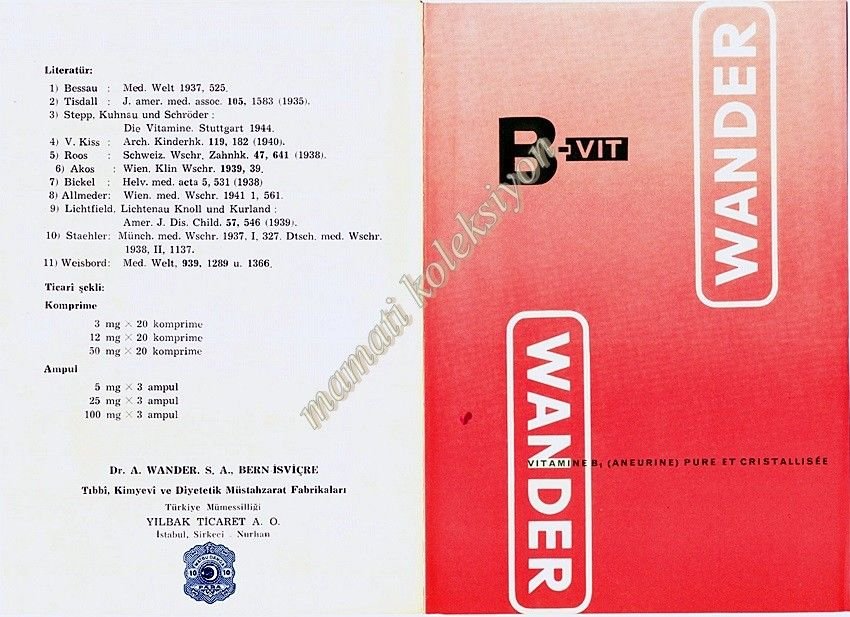 Literatür:
1) Bessau : Med. Welt 1937, 525.
2) Tisdall : J. amer. med. assoc. 105, 1583 (1935).
3) Stepp, Kuhnau und Schröder :
Die Vitamine. Stuttgart 1944.
4) V. Kiss : Arch. Kinderhk. 119, 182 (1940).
5) Roos : Schweiz. Wschr. Zahnhk. 47, 641 (1938).
6) Akos : Wien. Klin Wschr. 1939, 39.
7) Bickel : Helv. med. acta 5, 531 (1938)
8) Allmeder: Wien. med. Wschr. 1941 1, 561.
9) Lichtfield, Lichtenau Knoll und Kurland :
Amer. J. Dis. Child. 57, 546 (1939).
10) Staehler: Münch. med. Wschr. 1937, I, 327. Dtsch. med. Wschr.
1938, II, 1137.
11) Weisbord: Med. Welt, 939, 1289 u. 1366.
Ticari şekli:
Komprime
3 mg × 20 komprime
12 mg × 20 komprime
50 mg × 20 komprime
Ampul
5 mg × 3 ampul
25 mg × 3 ampul
100 mg × 3 ampul
Dr. A. WANDER. S. A., BERN İSVİÇRE
Tıbbî, Kimyevî ve Diyetetik Müstahzarat Fabrikaları
Türkiye Mümessilliği
YILBAK TİCARET A. O.
İstanbul, Sirkeci - Nurhan
10 10
PARA
B-VIT
WANDER
WANDER
VITAMINE B₁ (ANEURINE) PURE ET CRISTALLISÉE
mamati koleksiyon